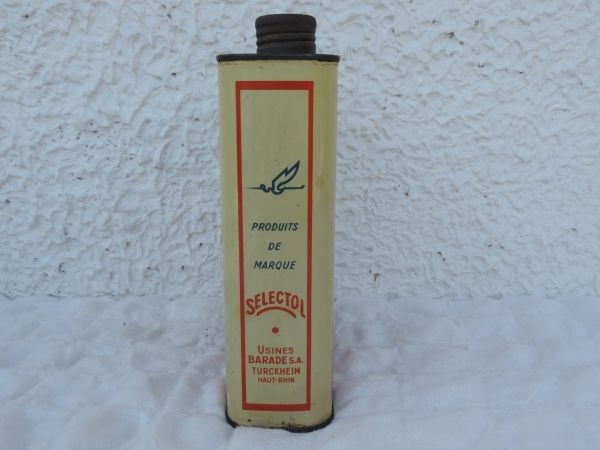 PRODUITS
DE
MARQUE
SELECTOL
USINES
BARADE S.A.
TURCKHEIM
HAUT-RHIN